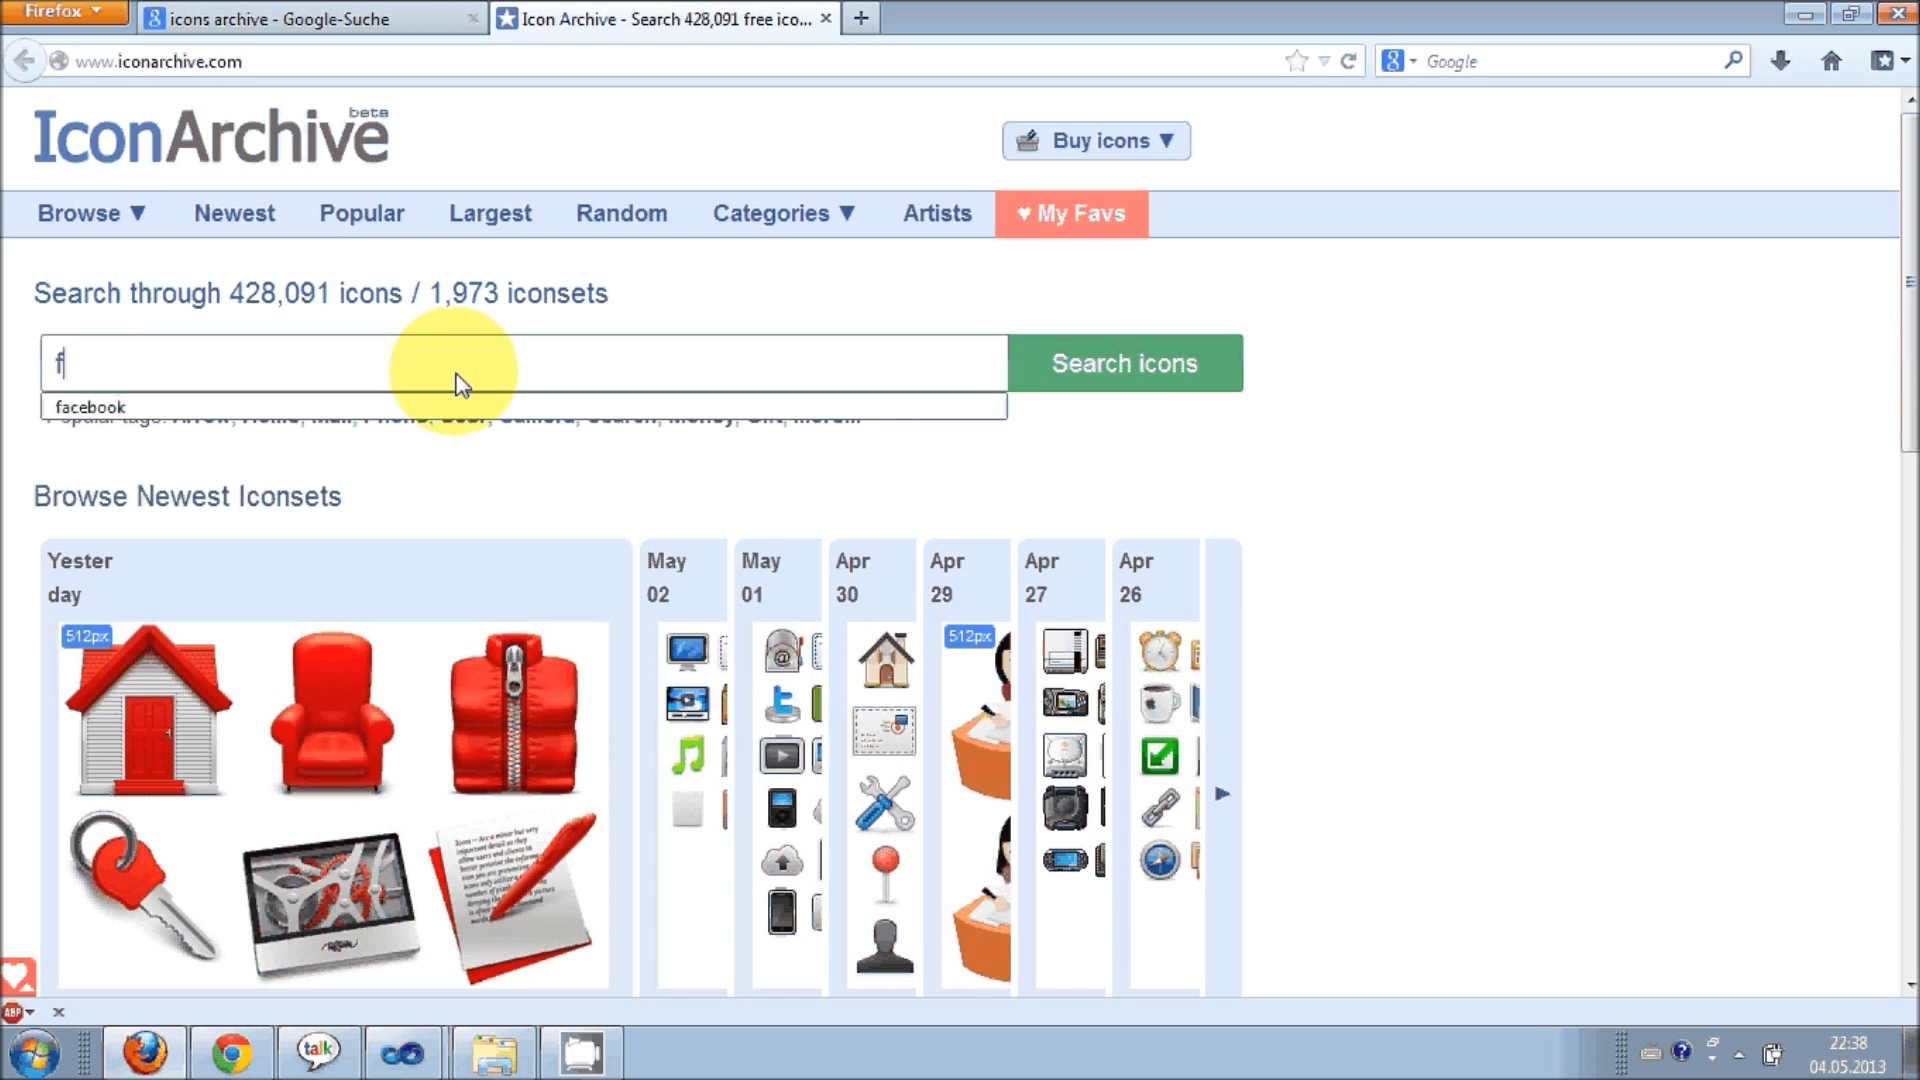 Firefox
icons archive - Google-Suche
Icon Archive - Search 428,091 free ico...
www.iconarchive.com
Google
IconArchive beta
Buy icons ▼
Browse ▼ Newest Popular Largest Random Categories ▼ Artists ♥ My Favs
Search through 428,091 icons / 1,973 iconsets
f
Search icons
facebook
Browse Newest Iconsets
Yester
day
May
02
May
01
Apr
30
Apr
29
Apr
27
Apr
26
512px
512px
ABP
talk
22:38
04.05.2013